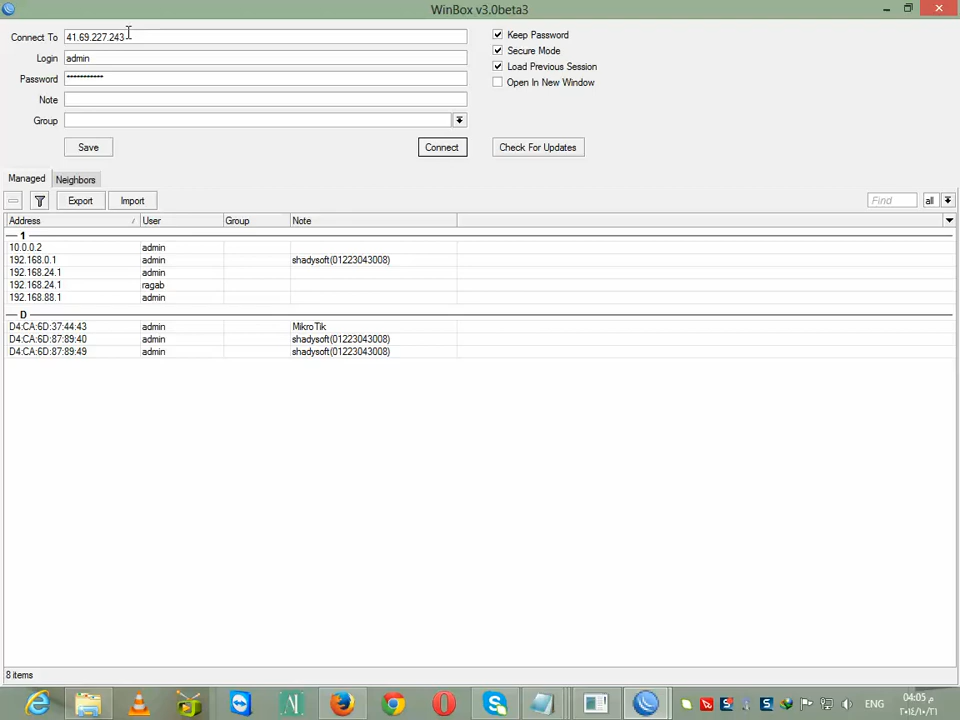 WinBox v3.0beta3
Connect To 41.69.227.243
Keep Password
Login admin
Secure Mode
Password ***********
Load Previous Session
Note
Open In New Window
Group
Save Connect Check For Updates
Managed Neighbors
Export Import Find all
Address / User Group Note
1
10.0.0.2 admin
192.168.0.1 admin shadysoft(01223043008)
192.168.24.1 admin
192.168.24.1 ragab
192.168.88.1 admin
D
D4:CA:6D:37:44:43 admin MikroTik
D4:CA:6D:87:89:40 admin shadysoft(01223043008)
D4:CA:6D:87:89:49 admin shadysoft(01223043008)
8 items
ENG
04:05 م